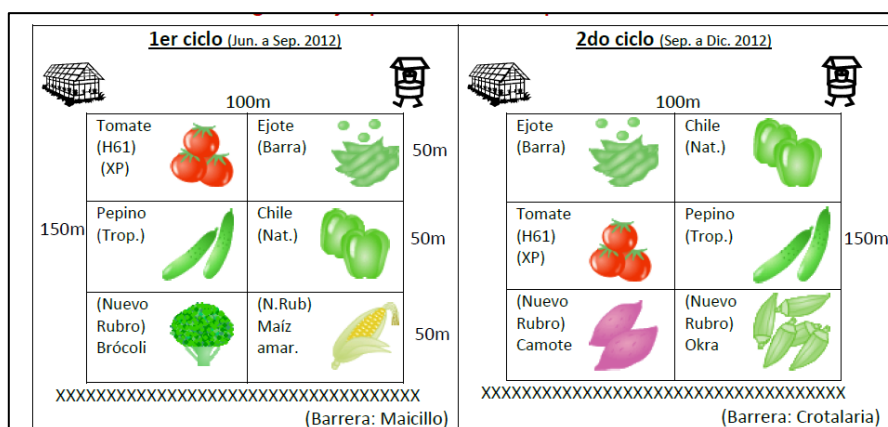 1er ciclo (Jun. a Sep. 2012)
100m
Tomate
(H61)
(XP)
Ejote
(Barra)
50m
150m
Pepino
(Trop.)
Chile
(Nat.)
50m
(Nuevo
Rubro)
Brócoli
(N.Rub)
Maíz
amar.
50m
XXXXXXXXXXXXXXXXXXXXXXXXXXXXXXXXXXXX
(Barrera: Maicillo)
2do ciclo (Sep. a Dic. 2012)
100m
Ejote
(Barra)
Chile
(Nat.)
Tomate
(H61)
(XP)
Pepino
(Trop.)
150m
(Nuevo
Rubro)
Camote
(Nuevo
Rubro)
Okra
XXXXXXXXXXXXXXXXXXXXXXXXXXXXXXXXXXXX
(Barrera: Crotalaria)